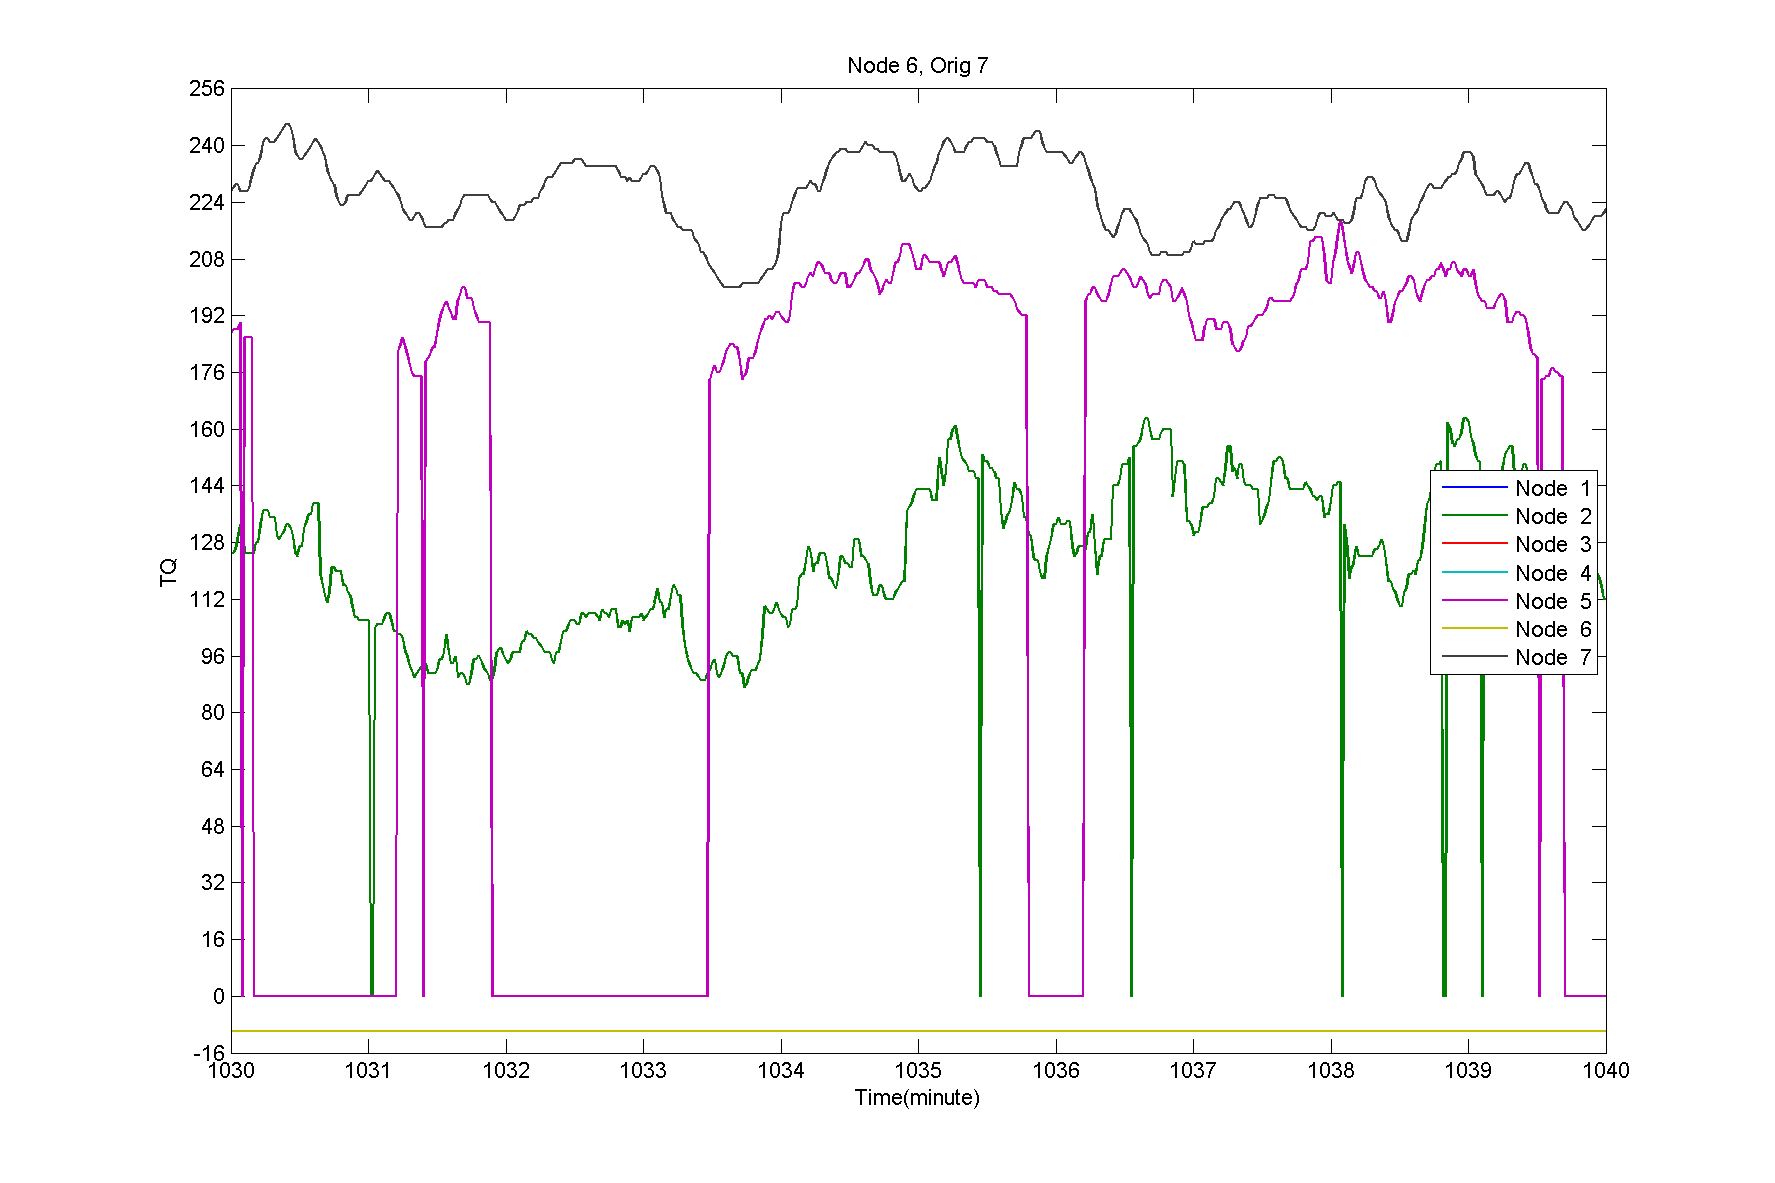 Node 6, Orig 7
256
240
224
208
192
176
160
144
128
112
96
80
64
48
32
16
0
-16
TQ
1030 1031 1032 1033 1034 1035 1036 1037 1038 1039 1040
Time(minute)
Node 1
Node 2
Node 3
Node 4
Node 5
Node 6
Node 7